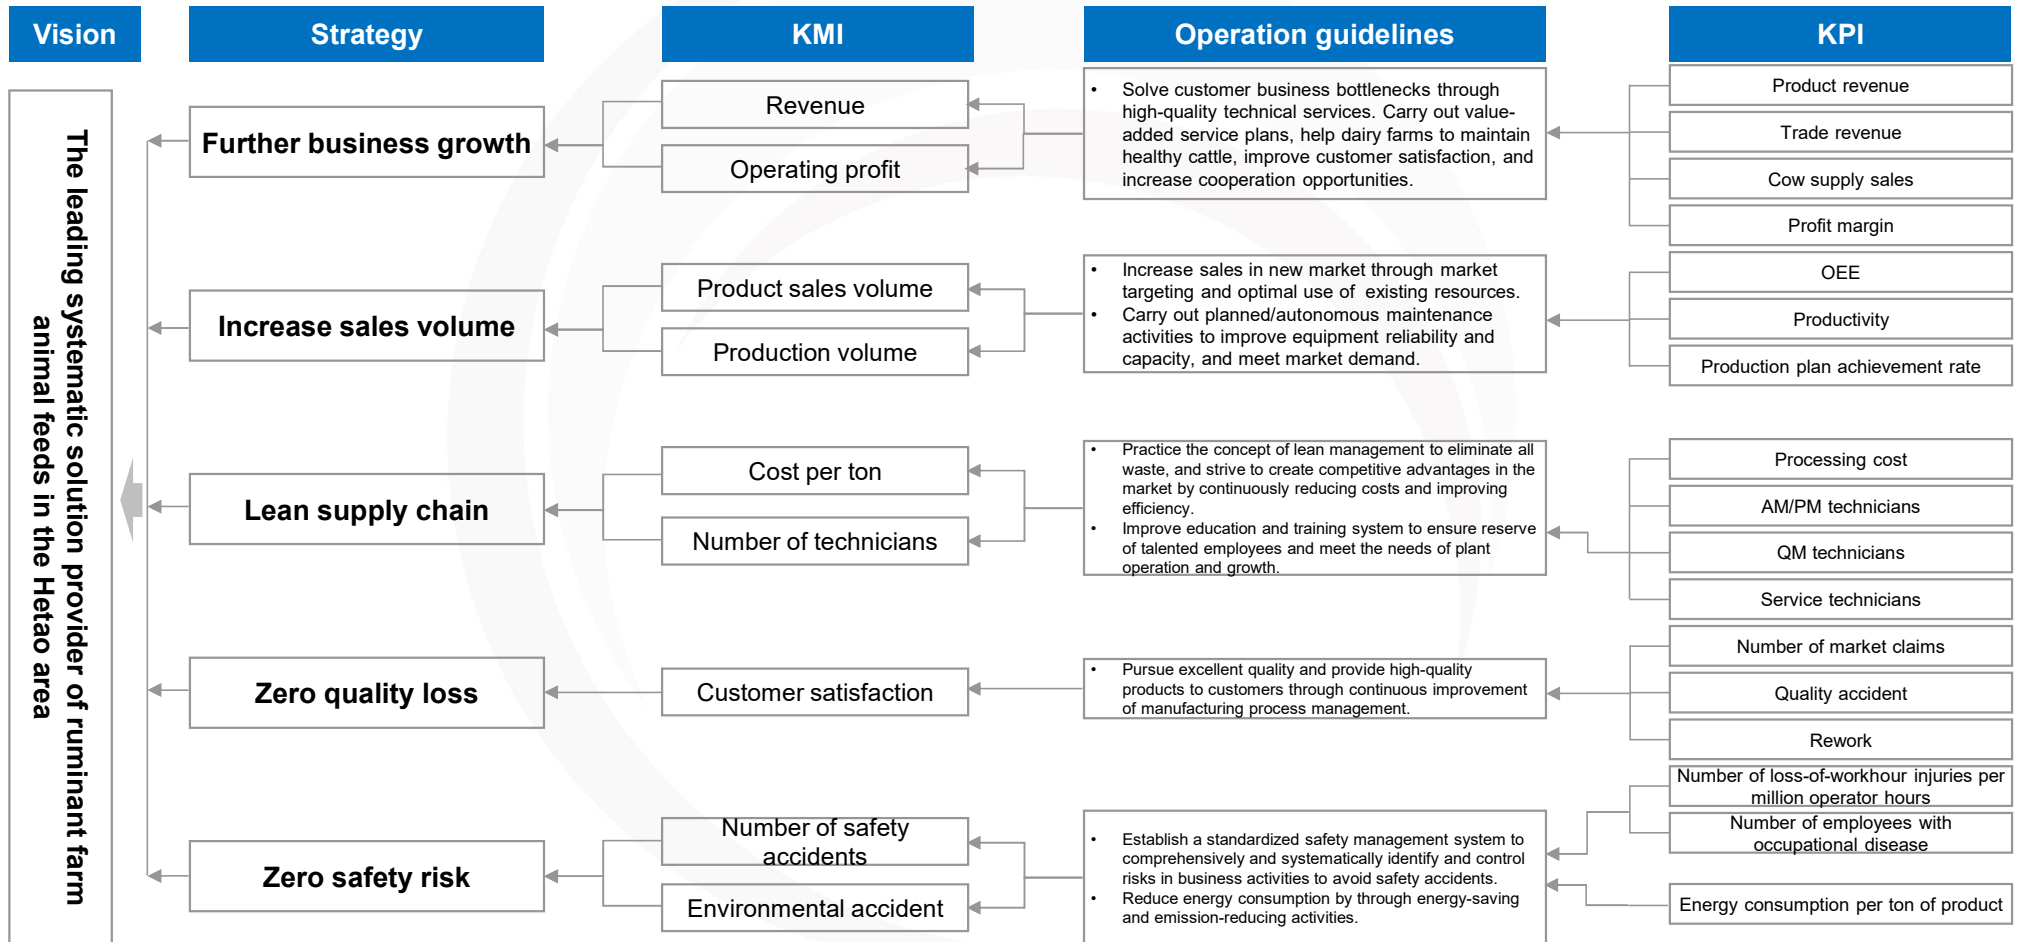 Vision
Strategy
KMI
Operation guidelines
KPI
The leading systematic solution provider of ruminant farm
animal feeds in the Hetao area
Further business growth
Revenue
Operating profit
• Solve customer business bottlenecks through
high-quality technical services. Carry out value-
added service plans, help dairy farms to maintain
healthy cattle, improve customer satisfaction, and
increase cooperation opportunities.
Product revenue
Trade revenue
Cow supply sales
Profit margin
Increase sales volume
Product sales volume
Production volume
• Increase sales in new market through market
targeting and optimal use of existing resources.
• Carry out planned/autonomous maintenance
activities to improve equipment reliability and
capacity, and meet market demand.
OEE
Productivity
Production plan achievement rate
Lean supply chain
Cost per ton
Number of technicians
• Practice the concept of lean management to eliminate all
waste, and strive to create competitive advantages in the
market by continuously reducing costs and improving
efficiency.
• Improve education and training system to ensure reserve
of talented employees and meet the needs of plant
operation and growth.
Processing cost
AM/PM technicians
QM technicians
Service technicians
Zero quality loss
Customer satisfaction
• Pursue excellent quality and provide high-quality
products to customers through continuous improvement
of manufacturing process management.
Number of market claims
Quality accident
Rework
Zero safety risk
Number of safety
accidents
Environmental accident
• Establish a standardized safety management system to
comprehensively and systematically identify and control
risks in business activities to avoid safety accidents.
• Reduce energy consumption by through energy-saving
and emission-reducing activities.
Number of loss-of-workhour injuries per
million operator hours
Number of employees with
occupational disease
Energy consumption per ton of product